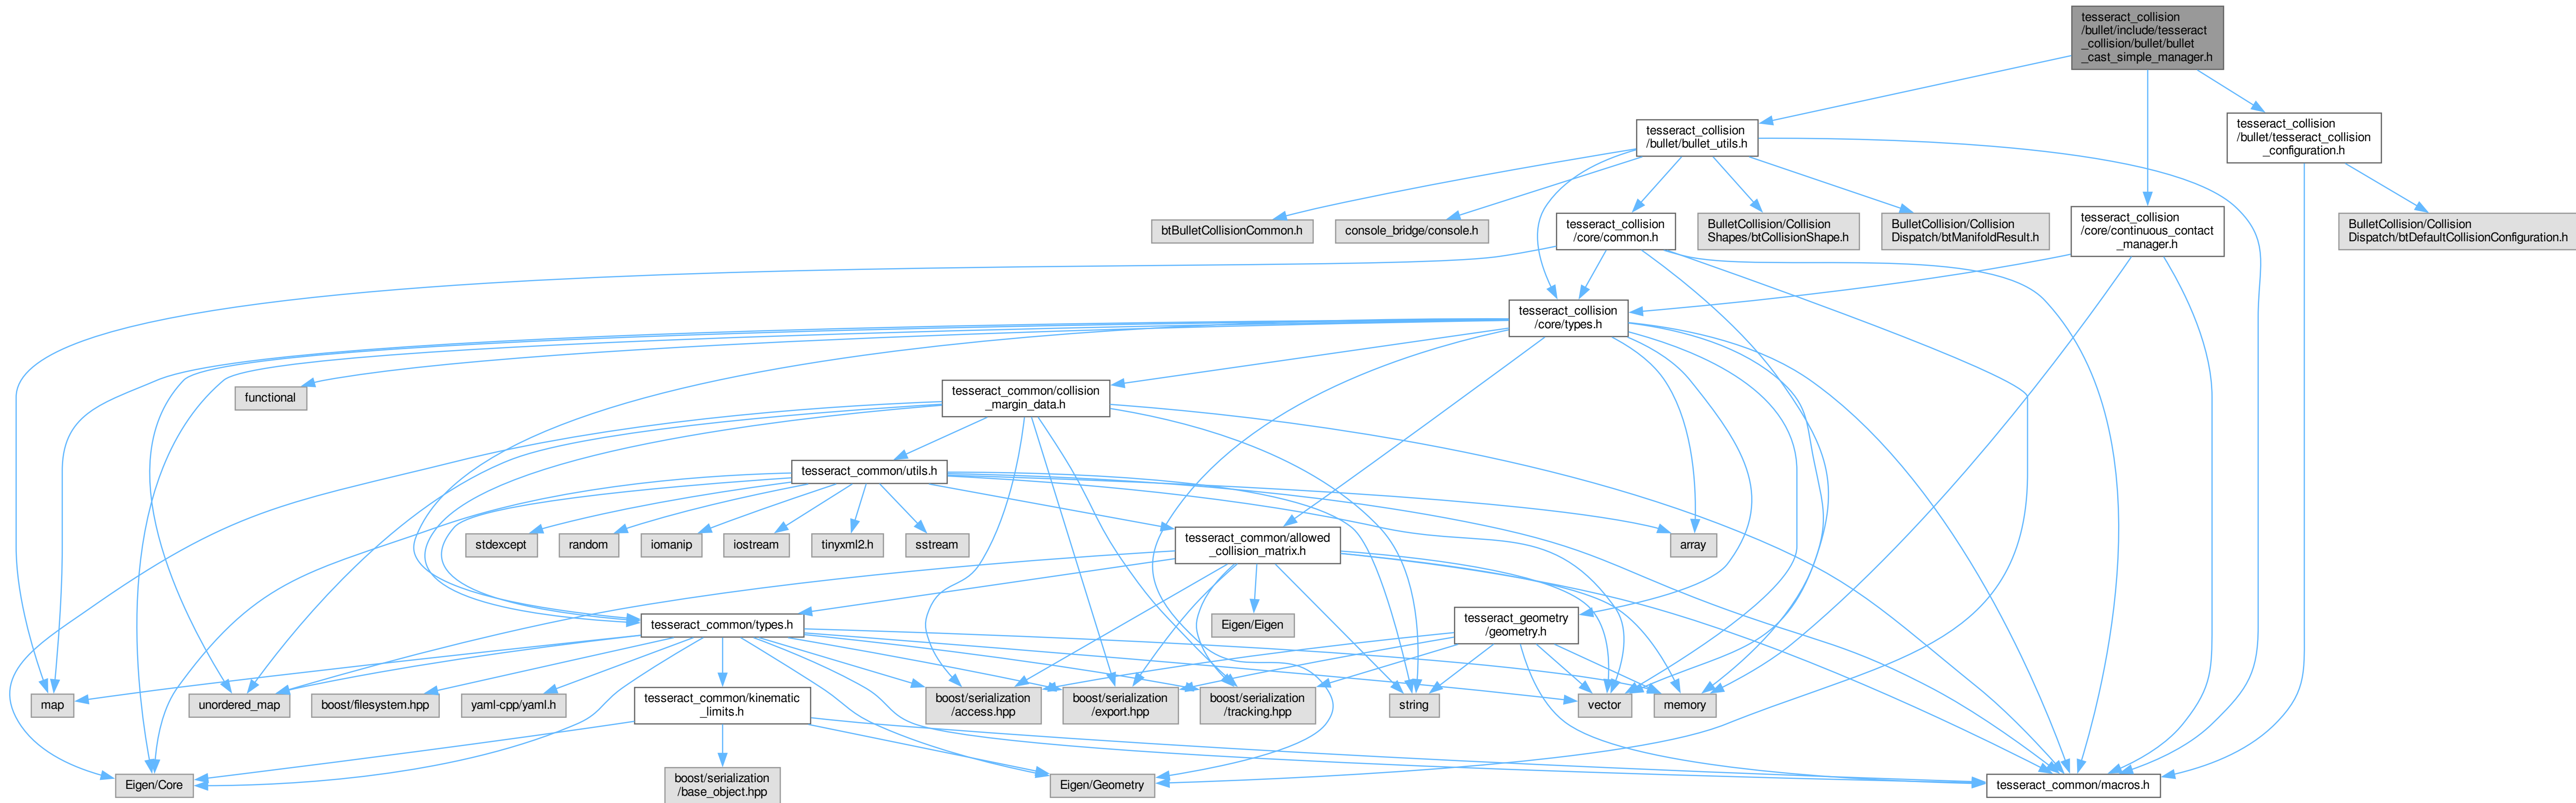 tesseract_collision
/bullet/include/tesseract
_collision/bullet/bullet
_cast_simple_manager.h
tesseract_collision
/bullet/bullet_utils.h
tesseract_collision
/bullet/tesseract_collision
_configuration.h
btBulletCollisionCommon.h
console_bridge/console.h
tesseract_collision
/core/common.h
BulletCollision/Collision
Shapes/btCollisionShape.h
BulletCollision/Collision
Dispatch/btManifoldResult.h
tesseract_collision
/core/continuous_contact
_manager.h
BulletCollision/Collision
Dispatch/btDefaultCollisionConfiguration.h
tesseract_collision
/core/types.h
functional
tesseract_common/collision
_margin_data.h
tesseract_common/utils.h
stdexcept
random
iomanip
iostream
tinyxml2.h
sstream
tesseract_common/allowed
_collision_matrix.h
array
tesseract_common/types.h
Eigen/Eigen
tesseract_geometry
/geometry.h
map
unordered_map
boost/filesystem.hpp
yaml-cpp/yaml.h
tesseract_common/kinematic
_limits.h
boost/serialization
/access.hpp
boost/serialization
/export.hpp
boost/serialization
/tracking.hpp
string
vector
memory
Eigen/Core
boost/serialization
/base_object.hpp
Eigen/Geometry
tesseract_common/macros.h